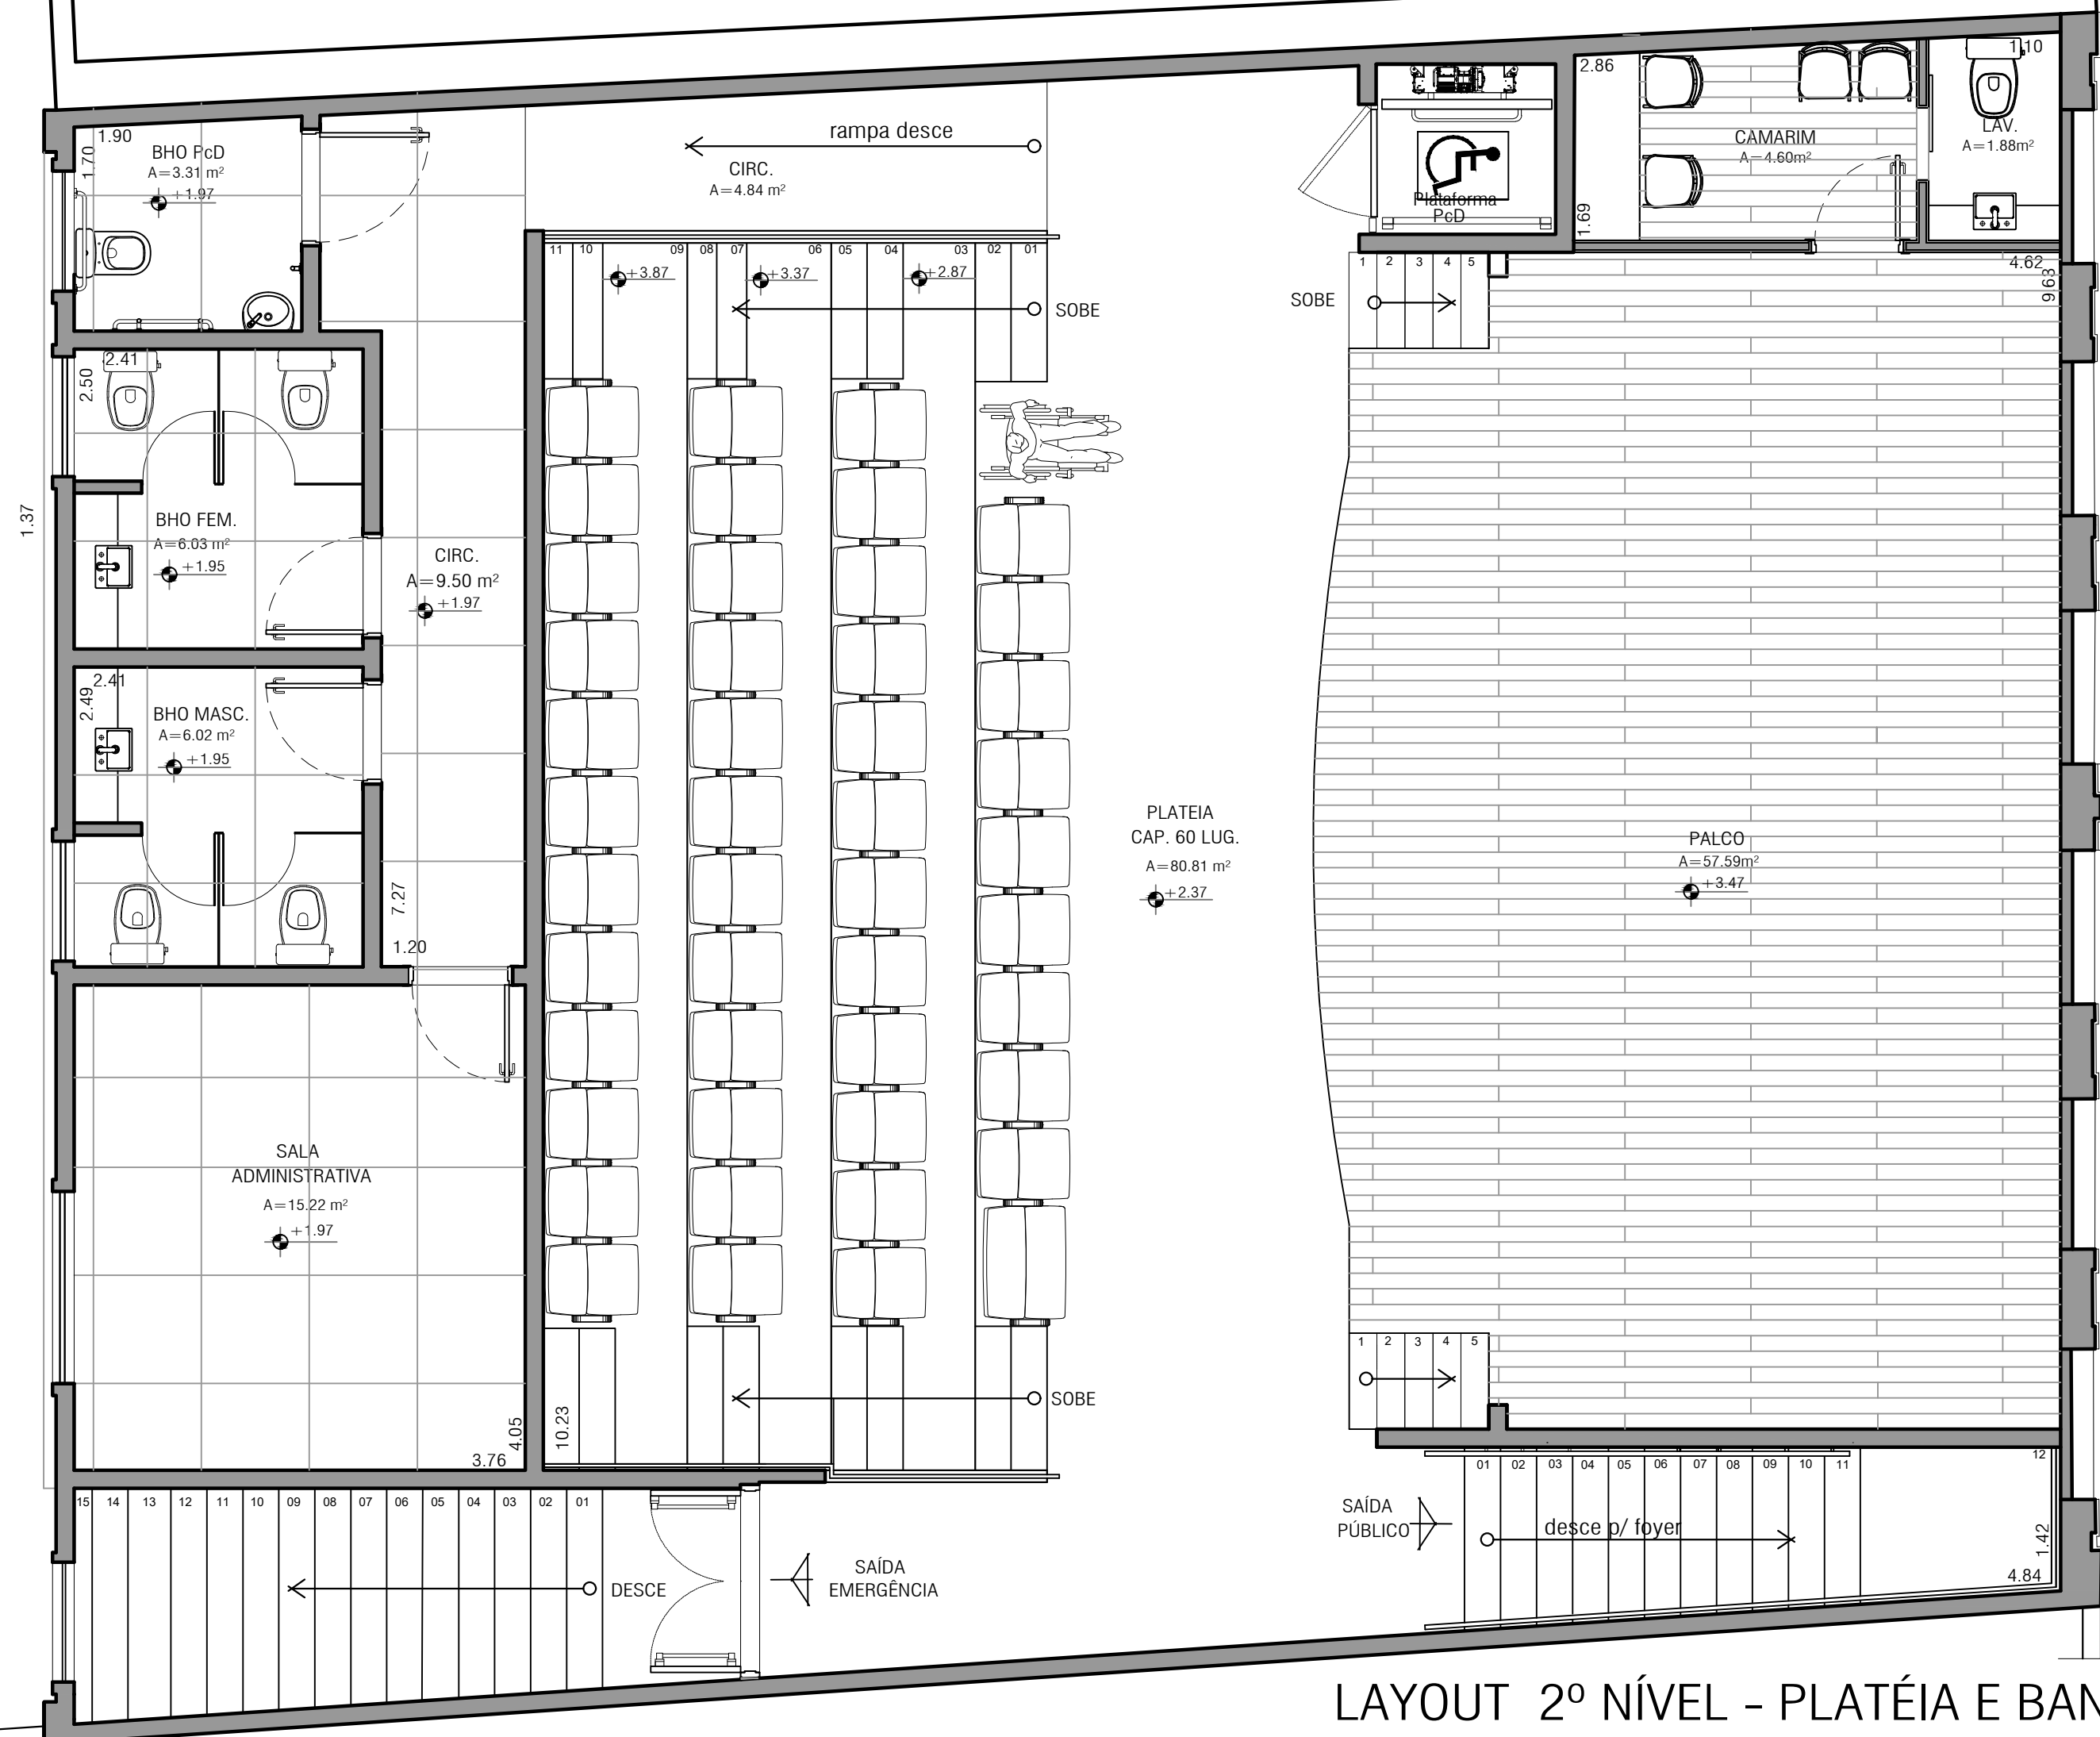 1.90
1.70
BHO PcD
A=3.31 m²
+1.97
rampa desce
CIRC.
A=4.84 m²
Plataforma
PcD
2.86
1.69
CAMARIM
A=4.60m²
1.10
LAV.
A=1.88m²
4.62
9.63
11 10 09 08 07 06 05 04 03 02 01
+3.87
+3.37
+2.87
SOBE
SOBE
1 2 3 4 5
2.41
2.50
BHO FEM.
A=6.03 m²
+1.95
1.37
CIRC.
A=9.50 m²
+1.97
2.41
2.49
BHO MASC.
A=6.02 m²
+1.95
7.27
1.20
PLATEIA
CAP. 60 LUG.
A=80.81 m²
+2.37
PALCO
A=57.59m²
+3.47
SALA
ADMINISTRATIVA
A=15.22 m²
+1.97
4.05
3.76
10.23
SOBE
1 2 3 4 5
15 14 13 12 11 10 09 08 07 06 05 04 03 02 01
DESCE
SAÍDA
EMERGÊNCIA
SAÍDA
PÚBLICO
01 02 03 04 05 06 07 08 09 10 11 12
desce p/ foyer
1.42
4.84
LAYOUT 2º NÍVEL - PLATÉIA E BAN